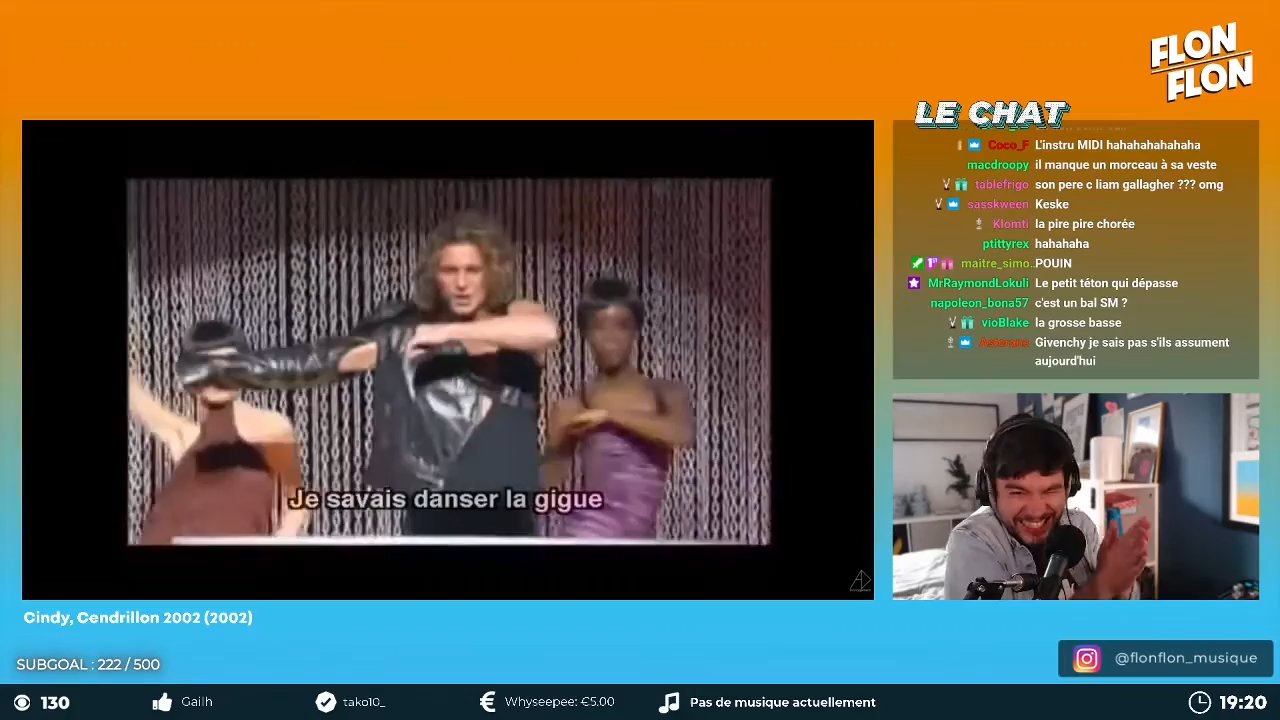 FLON
FLON
LE CHAT
Coco_F L'instru MIDI hahahahahahaha
macdroopy il manque un morceau à sa veste
tablefrigo son pere c liam gallagher ??? omg
sasskween Keske
Klomti la pire pire chorée
ptittyrex hahahaha
maitre_simo. POUIN
MrRaymondLokuli Le petit téton qui dépasse
napoleon_bona57 c'est un bal SM ?
vioBlake la grosse basse
Givenchy je sais pas s'ils assument
aujourd'hui
Je savais danser la gigue
Cindy, Cendrillon 2002 (2002)
SUBGOAL : 222 / 500
@flonflon_musique
130
Gailh
tako10_
Whyseepee: €5.00
Pas de musique actuellement
19:20